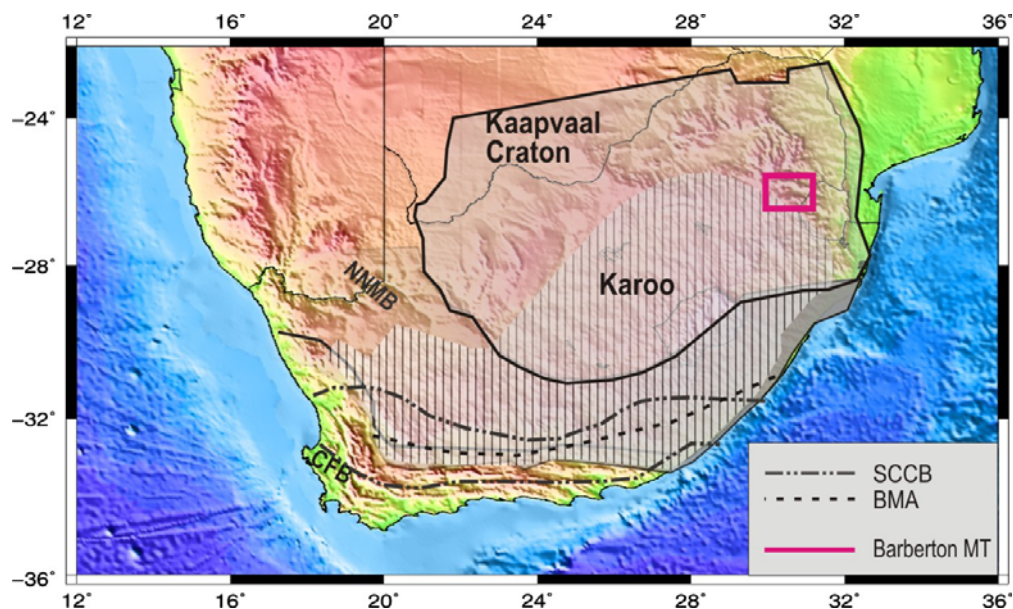 12° 16° 20° 24° 28° 32° 36°
−24°
−28°
−32°
−36°
Kaapvaal
Craton
Karoo
NNMB
CFB
SCCB
BMA
Barberton MT
12° 16° 20° 24° 28° 32° 36°